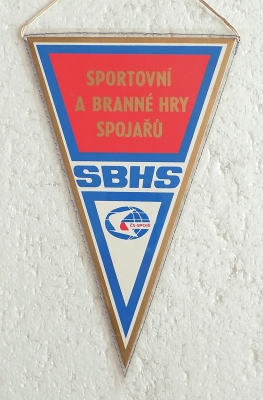 SPORTOVNÍ
A BRANNÉ HRY
SPOJAŘŮ
SBHS
ČS-SPOJE